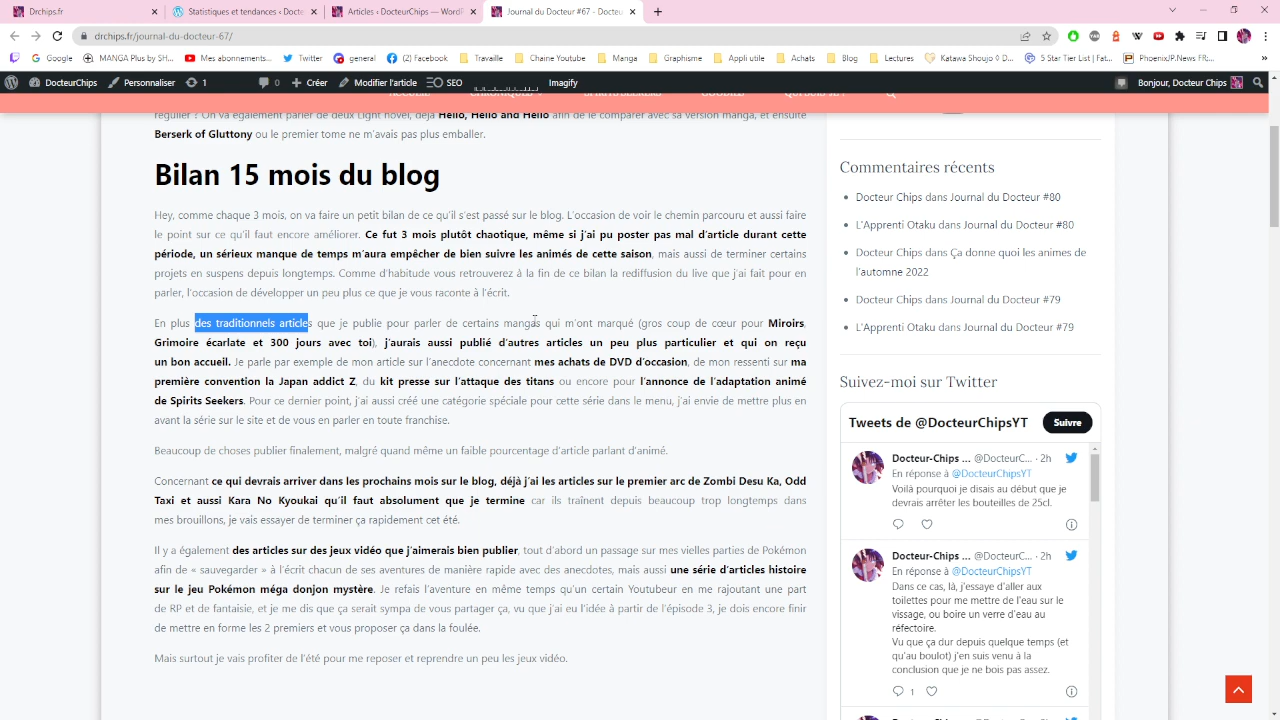 Drchips.fr
Statistiques et tendances ‹ Docte
Articles ‹ DocteurChips — WordP
Journal du Docteur #67 - Docteu
drchips.fr/journal-du-docteur-67/
Google
MANGA Plus by SH...
Mes abonnements...
Twitter
general
(2) Facebook
Travaille
Chaine Youtube
Manga
Graphisme
Appli utile
Achats
Blog
Lectures
Katawa Shoujo ô D...
5 Star Tier List | Fat...
PhoenixJP.News FR,...
»
DocteurChips
Personnaliser
1
0
Créer
Modifier l'article
SEO
Imagify
Bonjour, Docteur Chips
ACCUEIL CHRONIQUES SPIRITS SEEKERS GOODIES QUI SUIS-JE ?
régulier ? On va également parler de deux Light novel, déjà Hello, Hello and Hello afin de le comparer avec sa version manga, et ensuite
Berserk of Gluttony ou le premier tome ne m'avais pas plus emballer.
Bilan 15 mois du blog
Hey, comme chaque 3 mois, on va faire un petit bilan de ce qu'il s'est passé sur le blog. L'occasion de voir le chemin parcouru et aussi faire
le point sur ce qu'il faut encore améliorer. Ce fut 3 mois plutôt chaotique, même si j'ai pu poster pas mal d'article durant cette
période, un sérieux manque de temps m'aura empêcher de bien suivre les animés de cette saison, mais aussi de terminer certains
projets en suspens depuis longtemps. Comme d'habitude vous retrouverez à la fin de ce bilan la rediffusion du live que j'ai fait pour en
parler, l'occasion de développer un peu plus ce que je vous raconte à l'écrit.
En plus des traditionnels articles que je publie pour parler de certains mangas qui m'ont marqué (gros coup de cœur pour Miroirs,
Grimoire écarlate et 300 jours avec toi), j'aurais aussi publié d'autres articles un peu plus particulier et qui on reçu
un bon accueil. Je parle par exemple de mon article sur l'anecdote concernant mes achats de DVD d'occasion, de mon ressenti sur ma
première convention la Japan addict Z, du kit presse sur l'attaque des titans ou encore pour l'annonce de l'adaptation animé
de Spirits Seekers. Pour ce dernier point, j'ai aussi créé une catégorie spéciale pour cette série dans le menu, j'ai envie de mettre plus en
avant la série sur le site et de vous en parler en toute franchise.
Beaucoup de choses publier finalement, malgré quand même un faible pourcentage d'article parlant d'animé.
Concernant ce qui devrais arriver dans les prochains mois sur le blog, déjà j'ai les articles sur le premier arc de Zombi Desu Ka, Odd
Taxi et aussi Kara No Kyoukai qu'il faut absolument que je termine car ils traînent depuis beaucoup trop longtemps dans
mes brouillons, je vais essayer de terminer ça rapidement cet été.
Il y a également des articles sur des jeux vidéo que j'aimerais bien publier, tout d'abord un passage sur mes vielles parties de Pokémon
afin de « sauvegarder » à l'écrit chacun de ses aventures de manière rapide avec des anecdotes, mais aussi une série d'articles histoire
sur le jeu Pokémon méga donjon mystère. Je refais l'aventure en même temps qu'un certain Youtubeur en me rajoutant une part
de RP et de fantaisie, et je me dis que ça serait sympa de vous partager ça, vu que j'ai eu l'idée à partir de l'épisode 3, je dois encore finir
de mettre en forme les 2 premiers et vous proposer ça dans la foulée.
Mais surtout je vais profiter de l'été pour me reposer et reprendre un peu les jeux vidéo.
Commentaires récents
Docteur Chips dans Journal du Docteur #80
L'Apprenti Otaku dans Journal du Docteur #80
Docteur Chips dans Ça donne quoi les animes de
l'automne 2022
Docteur Chips dans Journal du Docteur #79
L'Apprenti Otaku dans Journal du Docteur #79
Suivez-moi sur Twitter
Tweets de @DocteurChipsYT
Suivre
Docteur-Chips ... @DocteurC... · 2h
En réponse à @DocteurChipsYT
Voilà pourquoi je disais au début que je
devrais arrêter les bouteilles de 25cl.
Docteur-Chips ... @DocteurC... · 2h
En réponse à @DocteurChipsYT
Dans ce cas, là, j'essaye d'aller aux
toilettes pour me mettre de l'eau sur le
visage, ou boire un verre d'eau au
réfectoire.
Vu que ça dur depuis quelque temps (et
qu'au boulot) j'en suis venu à la
conclusion que je ne bois pas assez.
1